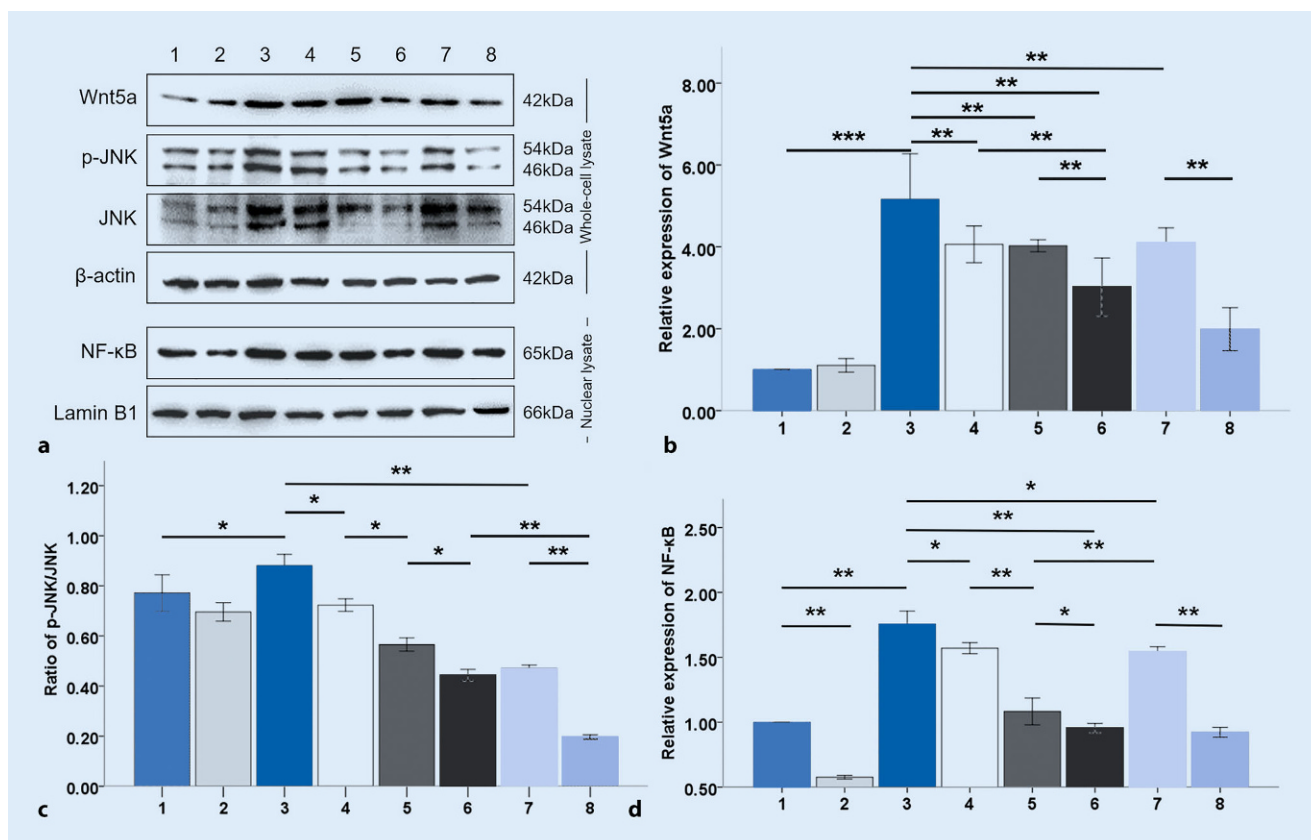 1 2 3 4 5 6 7 8
Wnt5a 42kDa
p-JNK 54kDa
46kDa
JNK 54kDa
46kDa
β-actin 42kDa
Whole-cell lysate
NF-κB 65kDa
Lamin B1 66kDa
Nuclear lysate
a
Relative expression of Wnt5a
8.00
6.00
4.00
2.00
0.00
**
**
**
*** ** **
** **
1 2 3 4 5 6 7 8
b
Ratio of p-JNK/JNK
1.20
1.00
0.80
0.60
0.40
0.20
0.00
**
*
* * **
* **
1 2 3 4 5 6 7 8
c
Relative expression of NF-κB
2.50
2.00
1.50
1.00
0.50
*
**
* **
** **
** * **
1 2 3 4 5 6 7 8
d